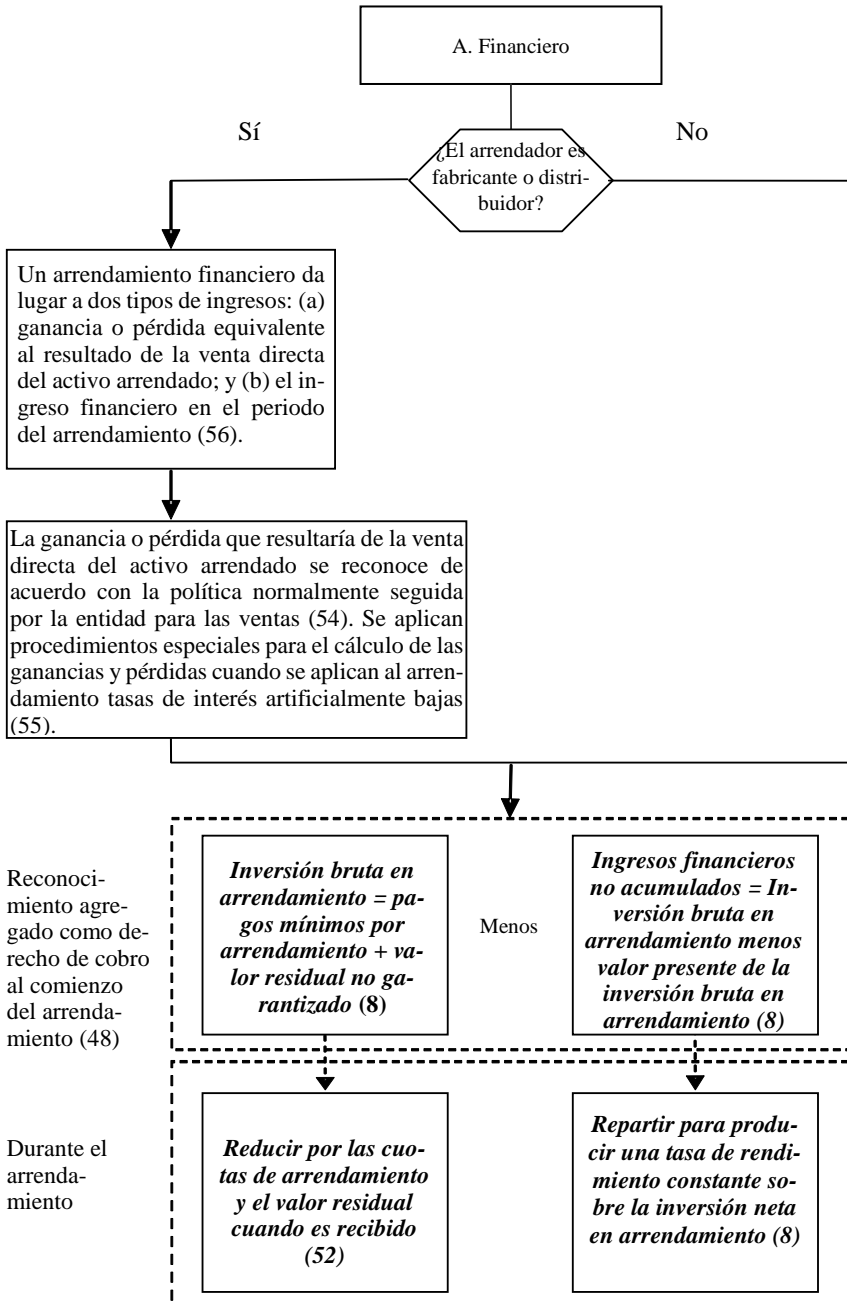 A. Financiero
Sí
No
¿El arrendador es
fabricante o distri-
buidor?
Un arrendamiento financiero da
lugar a dos tipos de ingresos: (a)
ganancia o pérdida equivalente
al resultado de la venta directa
del activo arrendado; y (b) el in-
greso financiero en el periodo
del arrendamiento (56).
La ganancia o pérdida que resultaría de la venta
directa del activo arrendado se reconoce de
acuerdo con la política normalmente seguida
por la entidad para las ventas (54). Se aplican
procedimientos especiales para el cálculo de las
ganancias y pérdidas cuando se aplican al arren-
damiento tasas de interés artificialmente bajas
(55).
Reconoci-
miento agre-
gado como de-
recho de cobro
al comienzo
del arrenda-
miento (48)
Inversión bruta en
arrendamiento = pa-
gos mínimos por
arrendamiento + va-
lor residual no ga-
rantizado (8)
Menos
Ingresos financieros
no acumulados = In-
versión bruta en
arrendamiento menos
valor presente de la
inversión bruta en
arrendamiento (8)
Durante el
arrenda-
miento
Reducir por las cuo-
tas de arrendamiento
y el valor residual
cuando es recibido
(52)
Repartir para produ-
cir una tasa de rendi-
miento constante so-
bre la inversión neta
en arrendamiento (8)